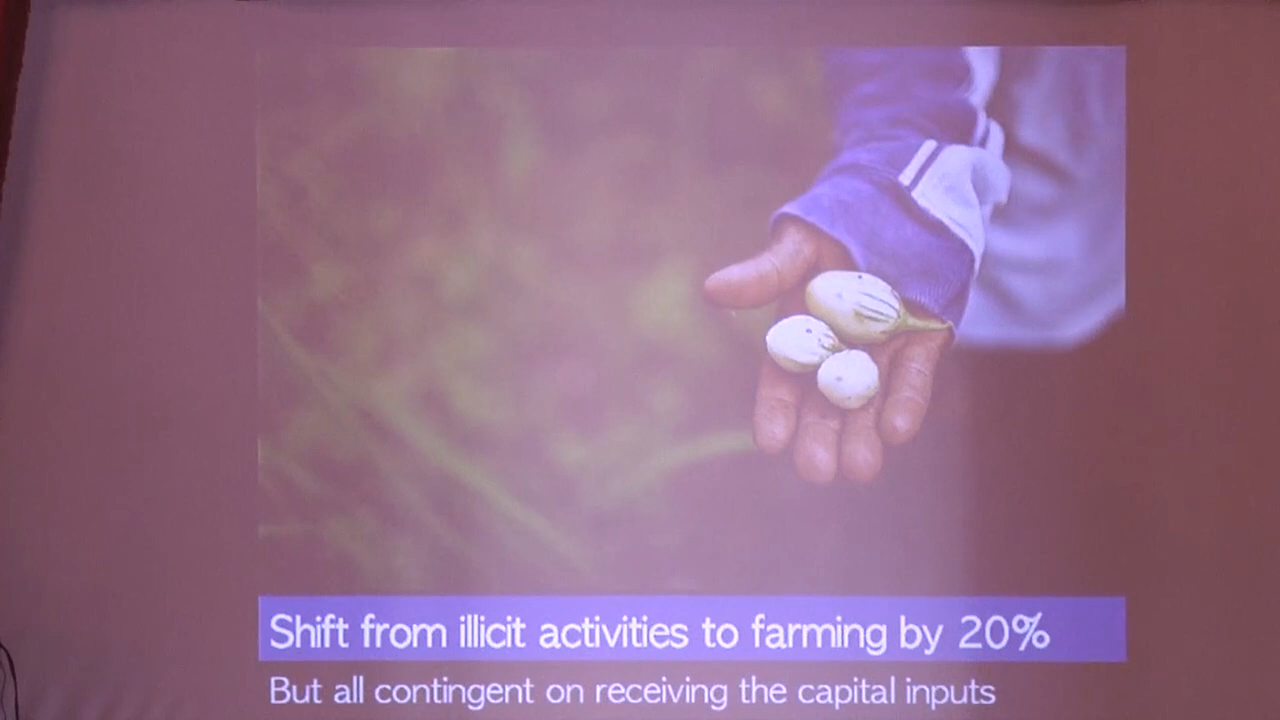 Shift from illicit activities to farming by 20%
But all contingent on receiving the capital inputs